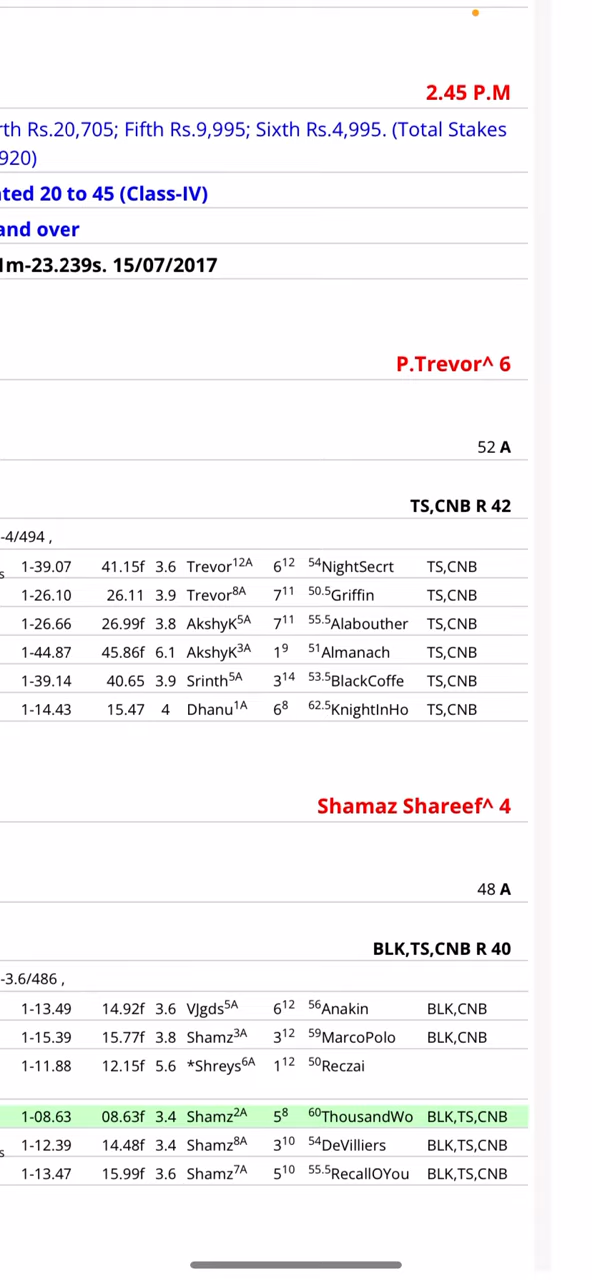 2.45 P.M
rth Rs.20,705; Fifth Rs.9,995; Sixth Rs.4,995. (Total Stakes
920)
ted 20 to 45 (Class-IV)
and over
1m-23.239s. 15/07/2017
P.Trevor^ 6
52 A
TS,CNB R 42
-4/494 ,
s 1-39.07 41.15f 3.6 Trevor12A 612 54NightSecrt TS,CNB
1-26.10 26.11 3.9 Trevor8A 711 50.5Griffin TS,CNB
1-26.66 26.99f 3.8 AkshyK5A 711 55.5Alabouther TS,CNB
1-44.87 45.86f 6.1 AkshyK3A 19 51Almanach TS,CNB
1-39.14 40.65 3.9 Srinth5A 314 53.5BlackCoffe TS,CNB
1-14.43 15.47 4 Dhanu1A 68 62.5KnightInHo TS,CNB
Shamaz Shareef^ 4
48 A
BLK,TS,CNB R 40
-3.6/486 ,
1-13.49 14.92f 3.6 VJgds5A 612 56Anakin BLK,CNB
1-15.39 15.77f 3.8 Shamz3A 312 59MarcoPolo BLK,CNB
1-11.88 12.15f 5.6 *Shreys6A 112 50Reczai
1-08.63 08.63f 3.4 Shamz2A 58 60ThousandWo BLK,TS,CNB
s 1-12.39 14.48f 3.4 Shamz8A 310 54DeVilliers BLK,TS,CNB
1-13.47 15.99f 3.6 Shamz7A 510 55.5RecallOYou BLK,TS,CNB